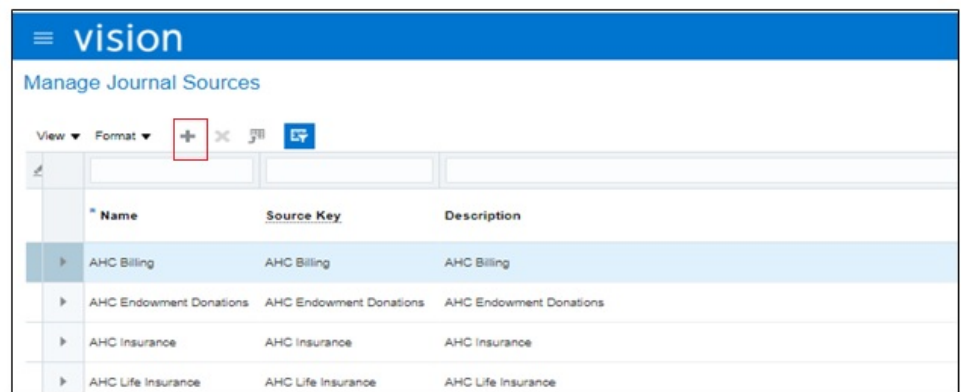 vision
Manage Journal Sources
View Format
* Name Source Key Description
AHC Billing AHC Billing AHC Billing
AHC Endowment Donations AHC Endowment Donations AHC Endowment Donations
AHC Insurance AHC Insurance AHC Insurance
AHC Life Insurance AHC Life Insurance AHC Life Insurance